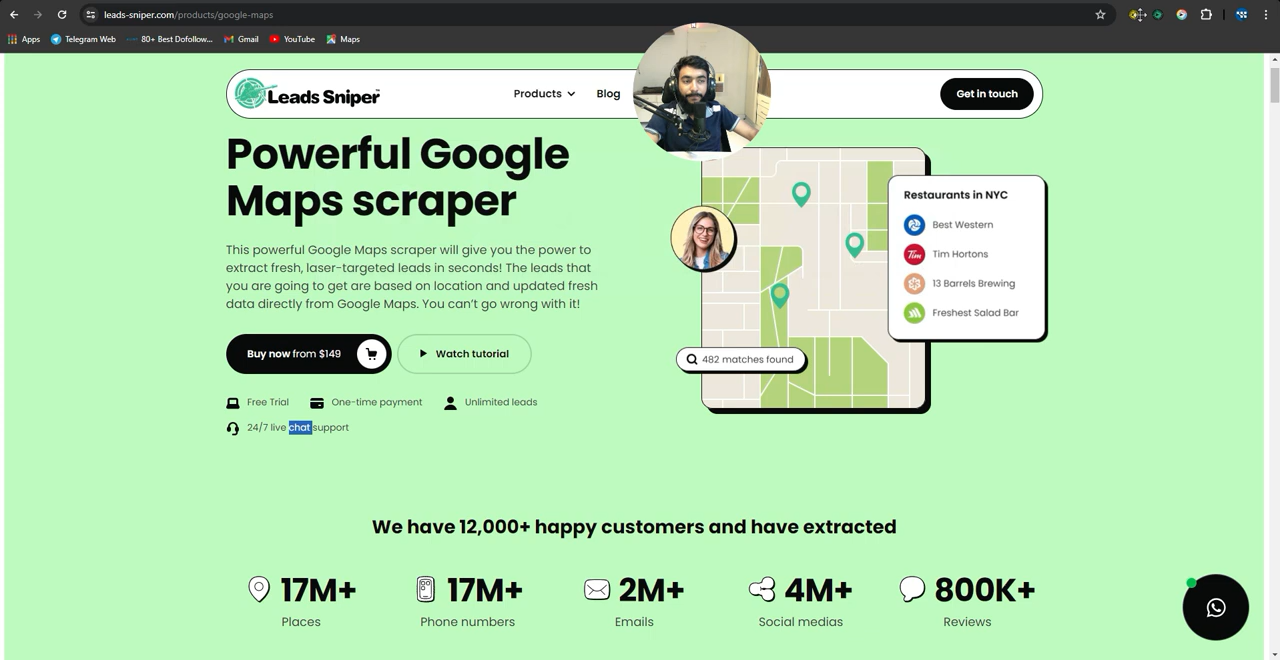 leads-sniper.com/products/google-maps
Apps
Telegram Web
80+ Best Dofollow...
Gmail
YouTube
Maps
Leads Sniper
Products
Blog
Get in touch
Powerful Google
Maps scraper
This powerful Google Maps scraper will give you the power to
extract fresh, laser-targeted leads in seconds! The leads that
you are going to get are based on location and updated fresh
data directly from Google Maps. You can’t go wrong with it!
Buy now from $149
Watch tutorial
Free Trial
One-time payment
Unlimited leads
24/7 live chat support
Restaurants in NYC
Best Western
Tim
Tim Hortons
13 Barrels Brewing
Freshest Salad Bar
482 matches found
We have 12,000+ happy customers and have extracted
17M+
Places
17M+
Phone numbers
2M+
Emails
4M+
Social medias
800K+
Reviews